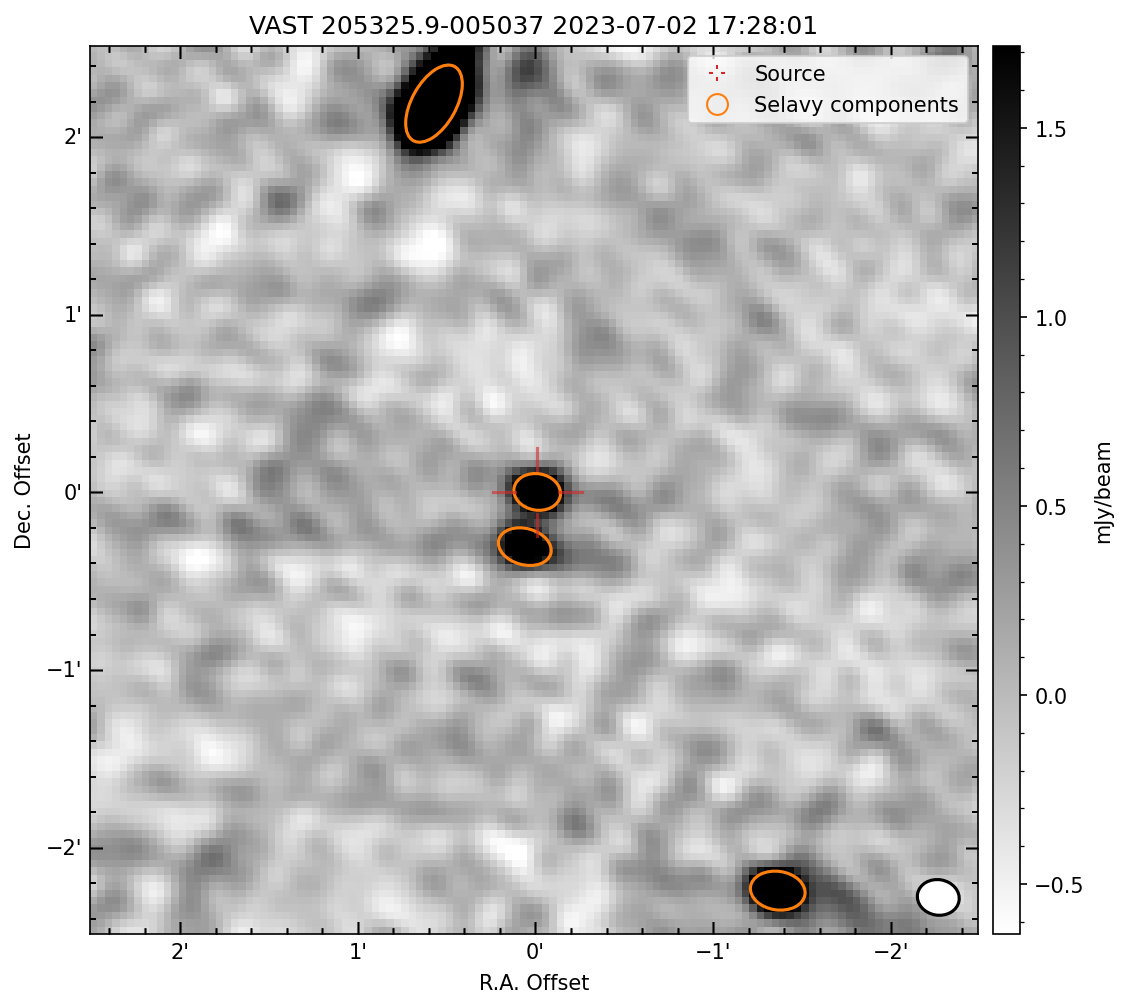 VAST 205325.9-005037 2023-07-02 17:28:01
Source
Selavy components
2'
1'
0'
−1'
−2'
Dec. Offset
2'
1'
0'
−1'
−2'
R.A. Offset
1.5
1.0
0.5
0.0
−0.5
mJy/beam